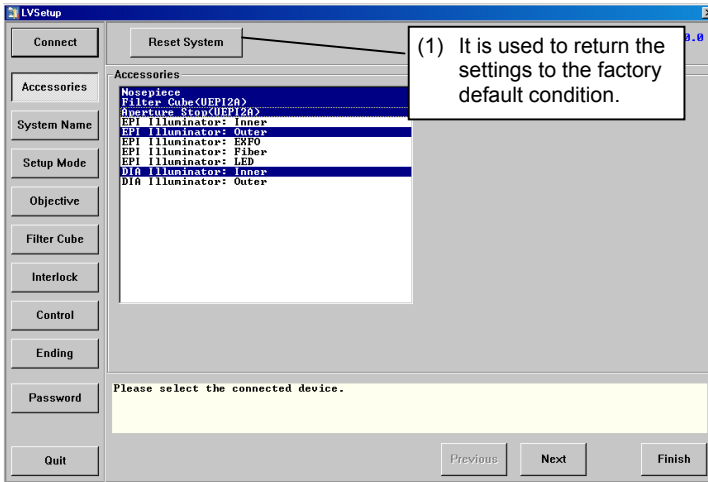 LVSetup
Connect
Reset System
(1) It is used to return the
settings to the factory
default condition.
0.0
Accessories
Accessories
Nosepiece
Filter Cube(UEPI2A)
Aperture Stop(UEPI2A)
EPI Illuminator: Inner
EPI Illuminator: Outer
EPI Illuminator: EXFO
EPI Illuminator: Fiber
EPI Illuminator: LED
DIA Illuminator: Inner
DIA Illuminator: Outer
System Name
Setup Mode
Objective
Filter Cube
Interlock
Control
Ending
Password
Please select the connected device.
Quit
Previous
Next
Finish